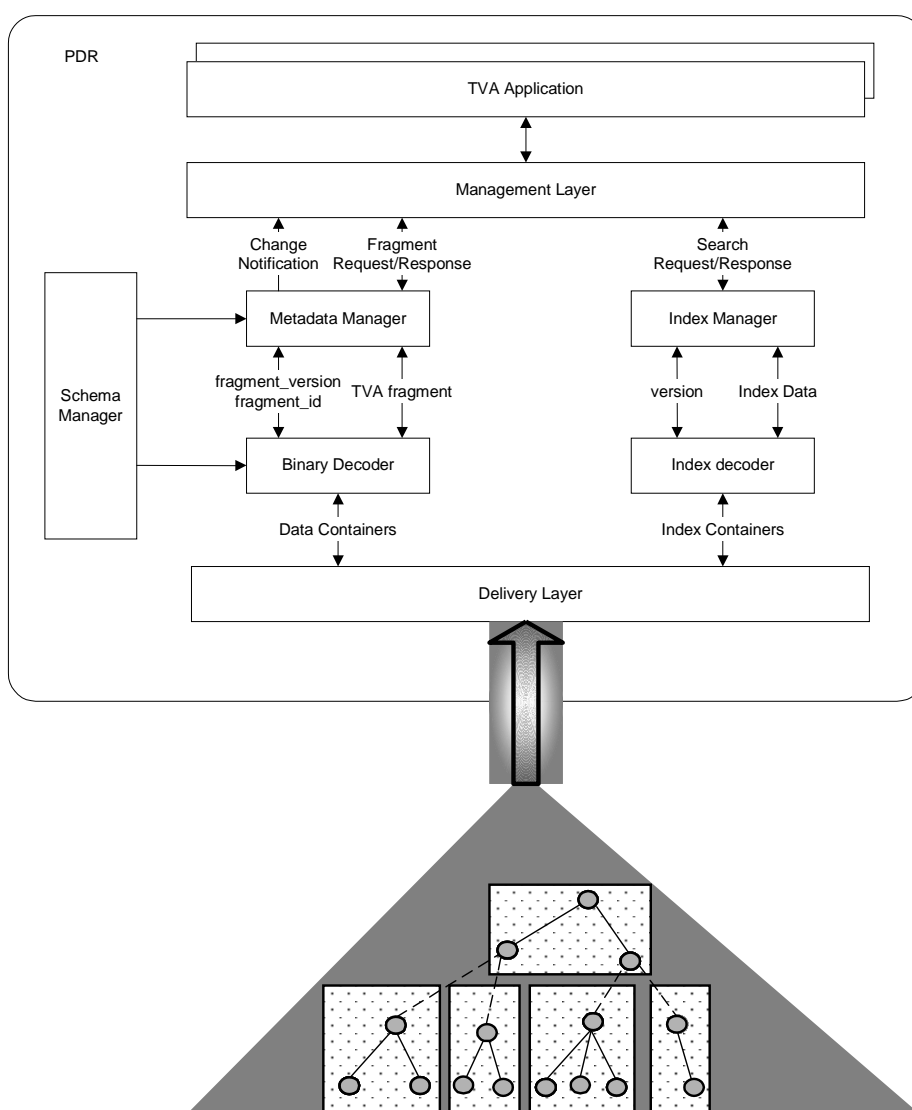 PDR
TVA Application
Management Layer
Change
Notification
Fragment
Request/Response
Search
Request/Response
Metadata Manager
Index Manager
Schema
Manager
fragment_version
fragment_id
TVA fragment
version
Index Data
Binary Decoder
Index decoder
Data Containers
Index Containers
Delivery Layer